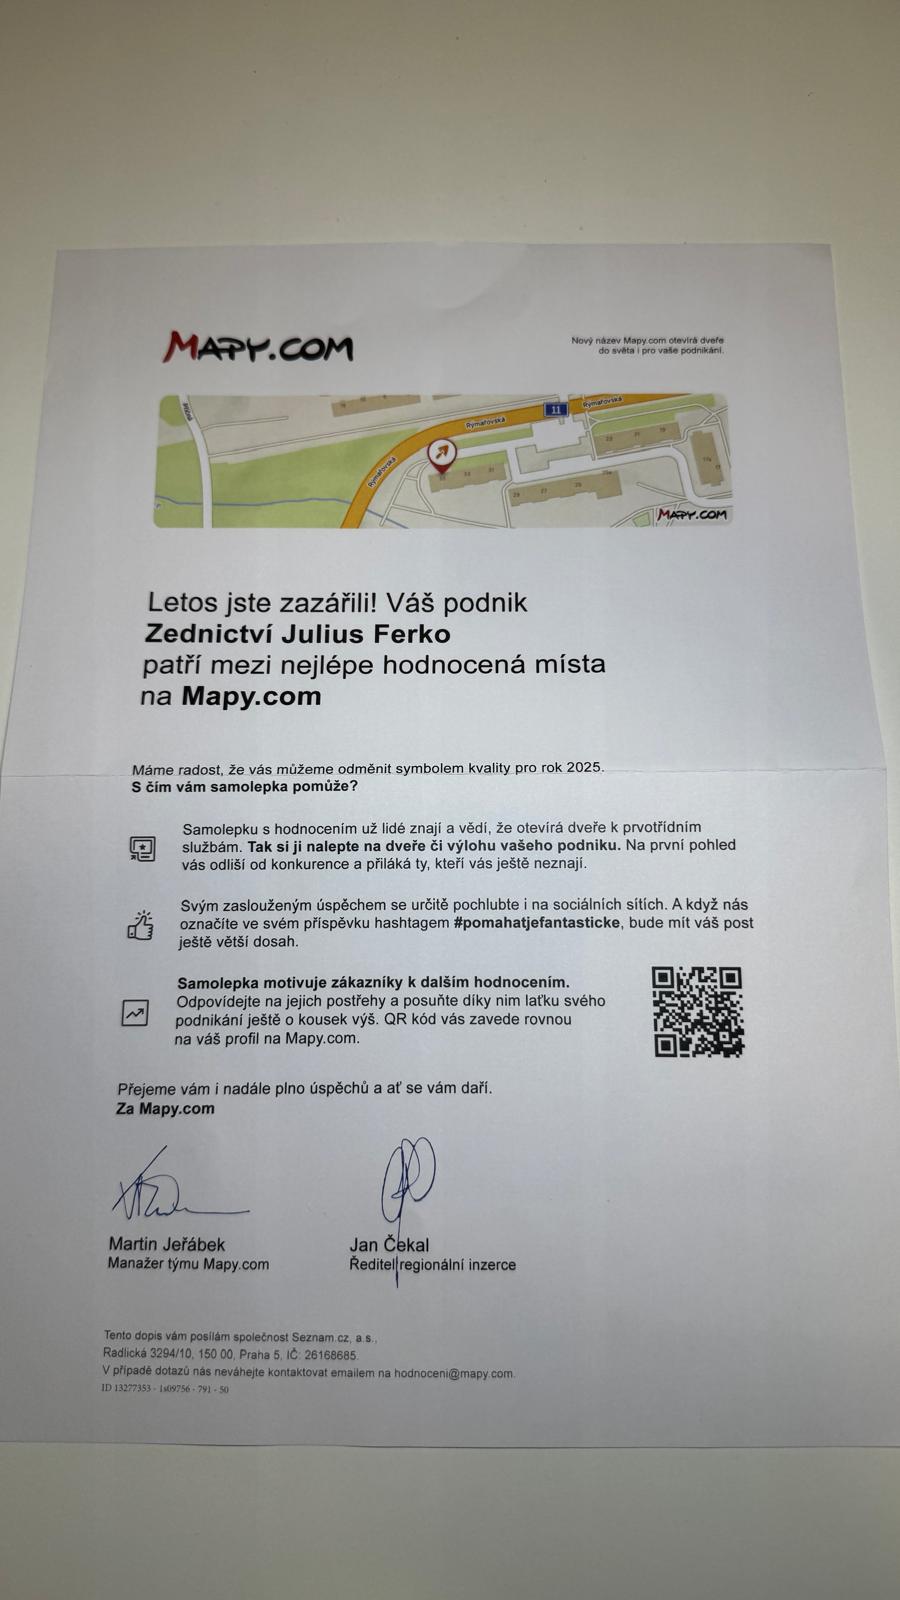 MAPY.COM
Nový název Mapy.com otevírá dveře
do světa i pro vaše podnikání.
Rýmařovská
11
Rýmařovská
Rýmařovská
MAPY.COM
Letos jste zazářili! Váš podnik
Zednictví Julius Ferko
patří mezi nejlépe hodnocená místa
na Mapy.com
Máme radost, že vás můžeme odměnit symbolem kvality pro rok 2025.
S čím vám samolepka pomůže?
Samolepku s hodnocením už lidé znají a vědí, že otevírá dveře k prvotřídním
službám. Tak si ji nalepte na dveře či výlohu vašeho podniku. Na první pohled
vás odliší od konkurence a přiláká ty, kteří vás ještě neznají.
Svým zaslouženým úspěchem se určitě pochlubte i na sociálních sítích. A když nás
označíte ve svém příspěvku hashtagem #pomahatjefantasticke, bude mít váš post
ještě větší dosah.
Samolepka motivuje zákazníky k dalším hodnocením.
Odpovídejte na jejich postřehy a posuňte díky nim laťku svého
podnikání ještě o kousek výš. QR kód vás zavede rovnou
na váš profil na Mapy.com.
Přejeme vám i nadále plno úspěchů a ať se vám daří.
Za Mapy.com
Martin Jeřábek
Manažer týmu Mapy.com
Jan Čekal
Ředitel regionální inzerce
Tento dopis vám posílám společnost Seznam.cz, a.s.,
Radlická 3294/10, 150 00, Praha 5, IČ: 26168685.
V případě dotazů nás neváhejte kontaktovat emailem na hodnoceni@mapy.com.
ID 13277353 - 1s09756 - 791 - 50